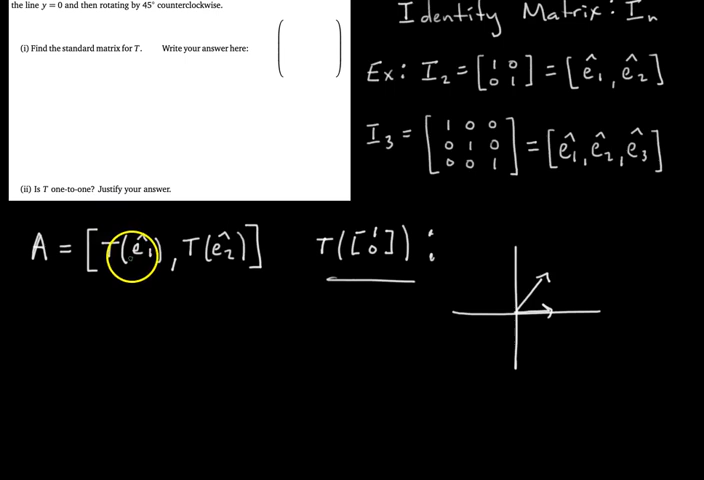 the line y = 0 and then rotating by 45° counterclockwise.
(i) Find the standard matrix for T. Write your answer here:
(ii) Is T one-to-one? Justify your answer.
Identity Matrix: Iₙ
Ex: I₂ = [1 0
0 1] = [ê₁, ê₂]
I₃ = [1 0 0
0 1 0
0 0 1] = [ê₁, ê₂, ê₃]
A = [T(ê₁), T(ê₂)]
T([1
0]) :